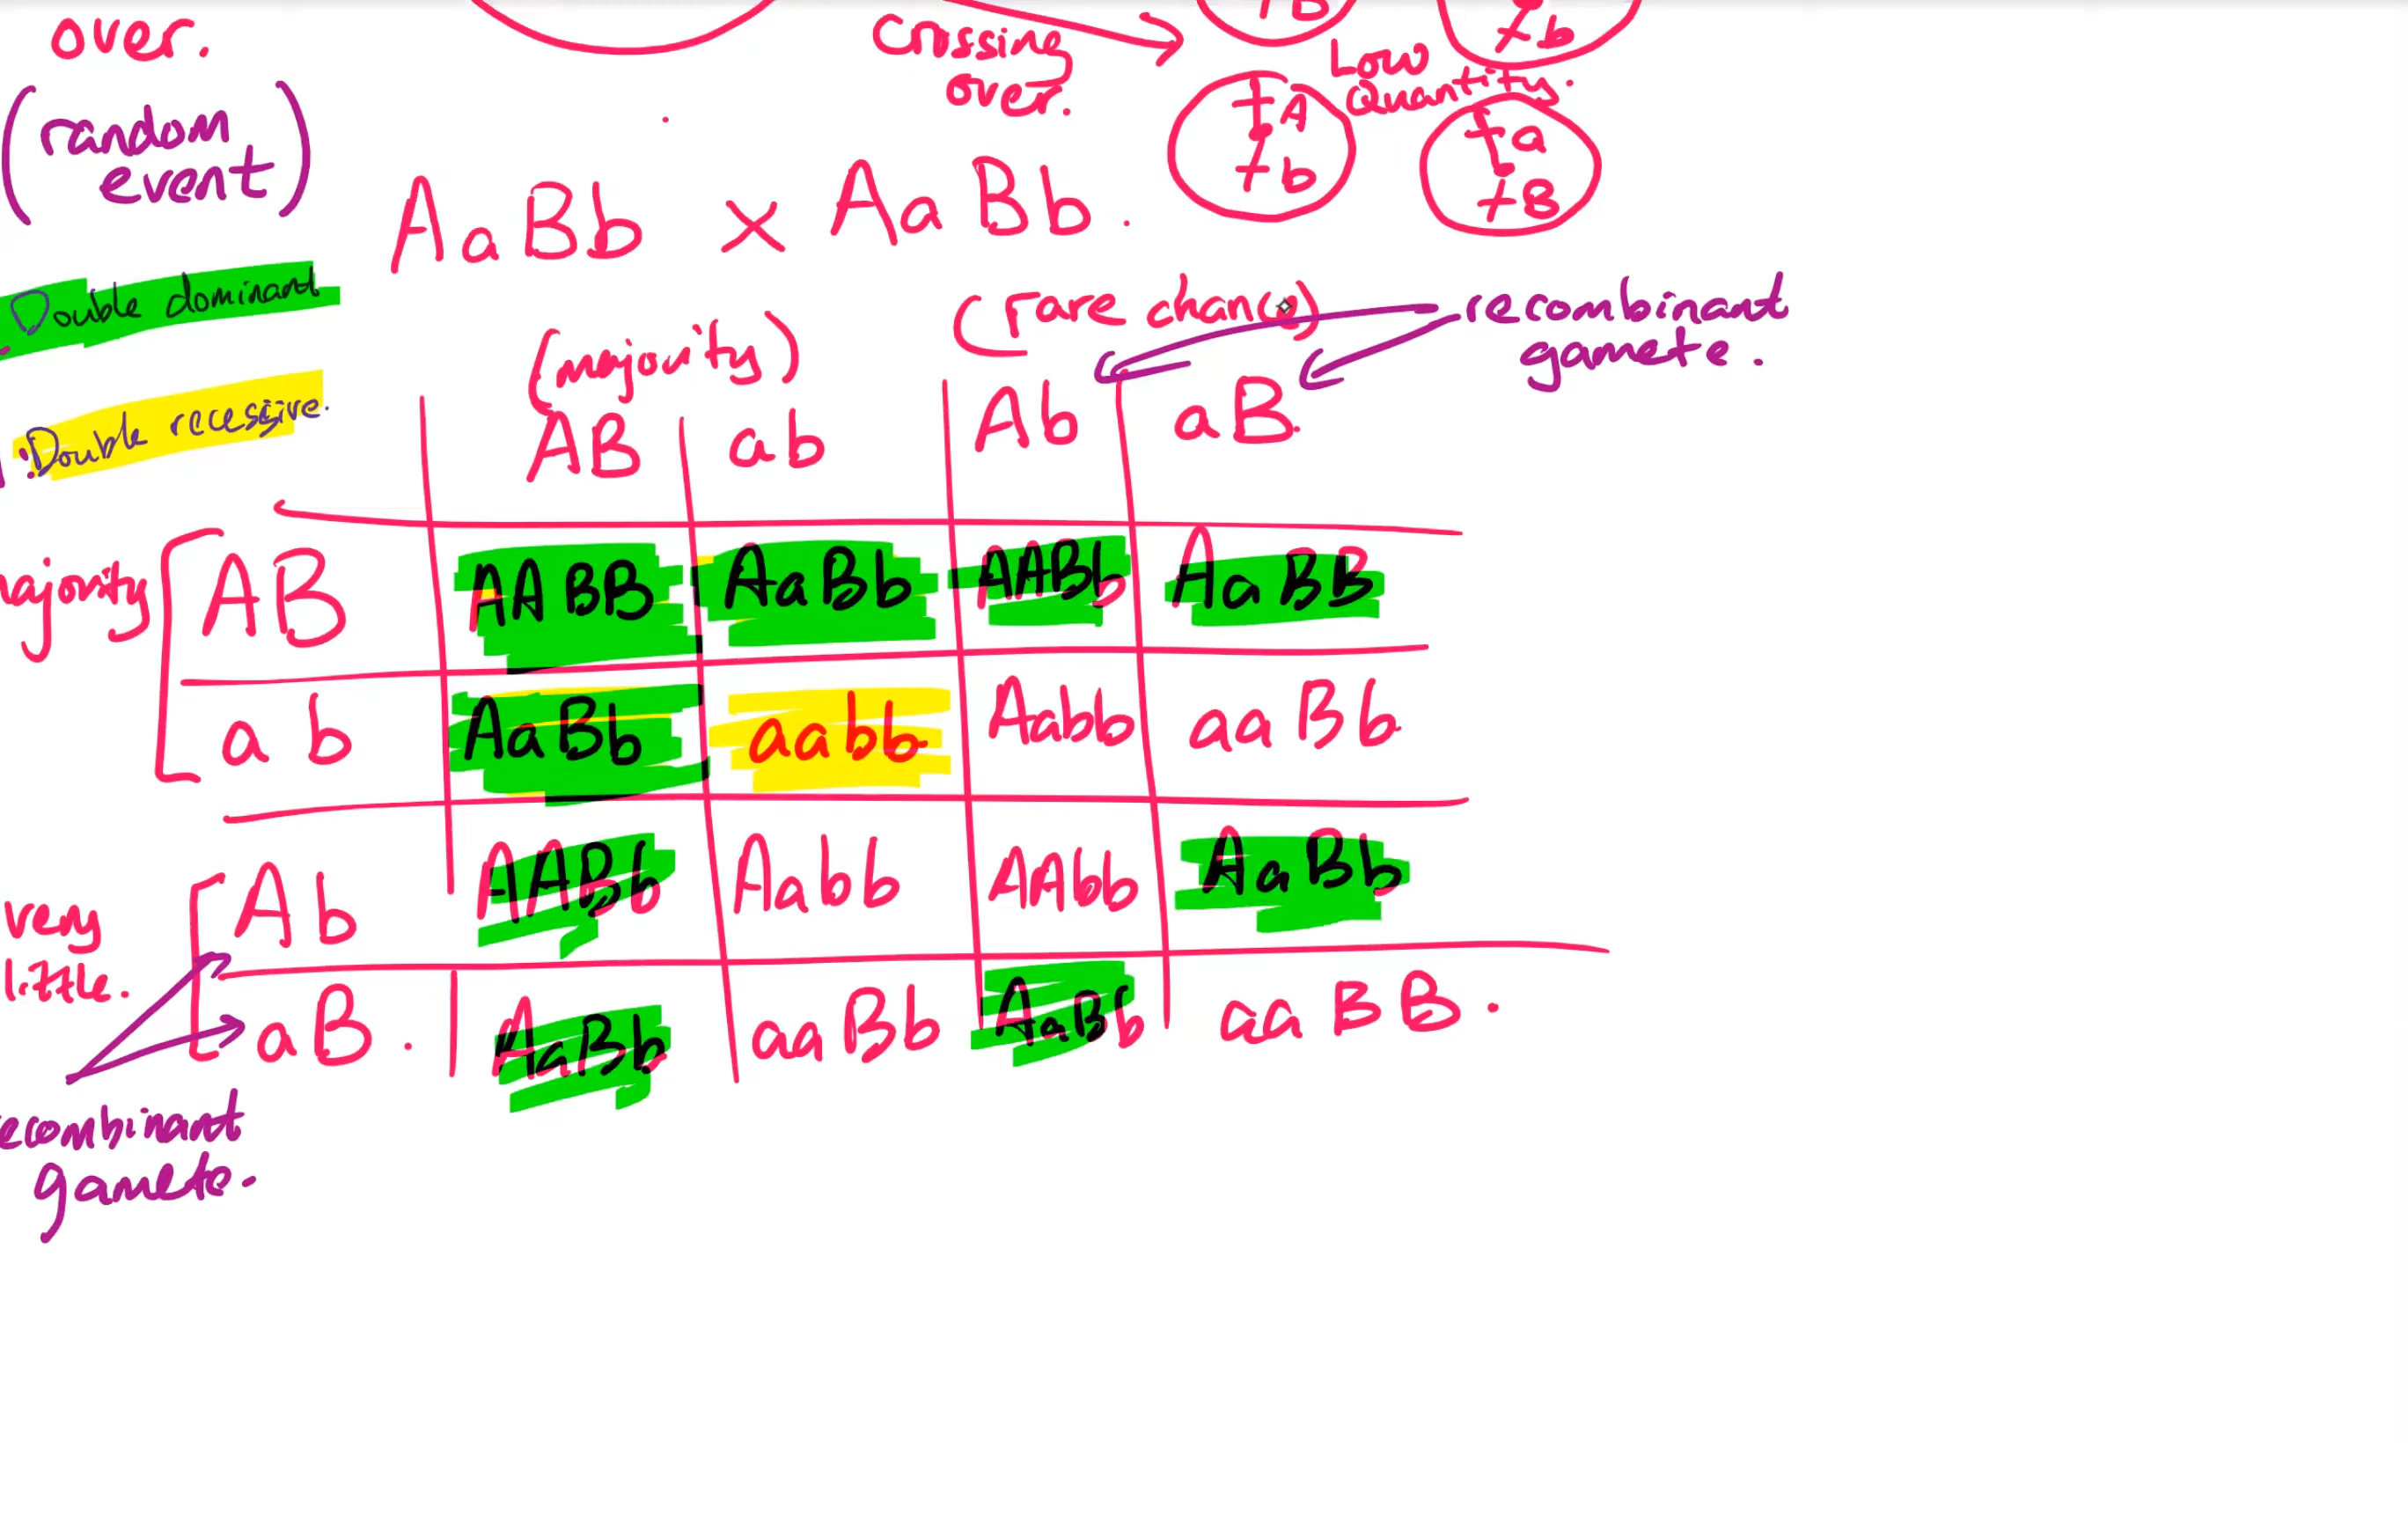 over.
(random
event)
Crossing
over.
B
b
Low
Quantity.
A
b
a
B
AaBb x AaBb.
Double dominant
Double recessive.
(majority)
(rare chance)
recombinant
gamete.
AB ab Ab aB.
majority
AB AABB AaBb AABb AaBB
ab AaBb aabb Aabb aaBb
very
little.
Ab AABb Aabb AAbb AaBb
aB. AaBb aaBb AaBb aaBB.
ecombinant
gamete.